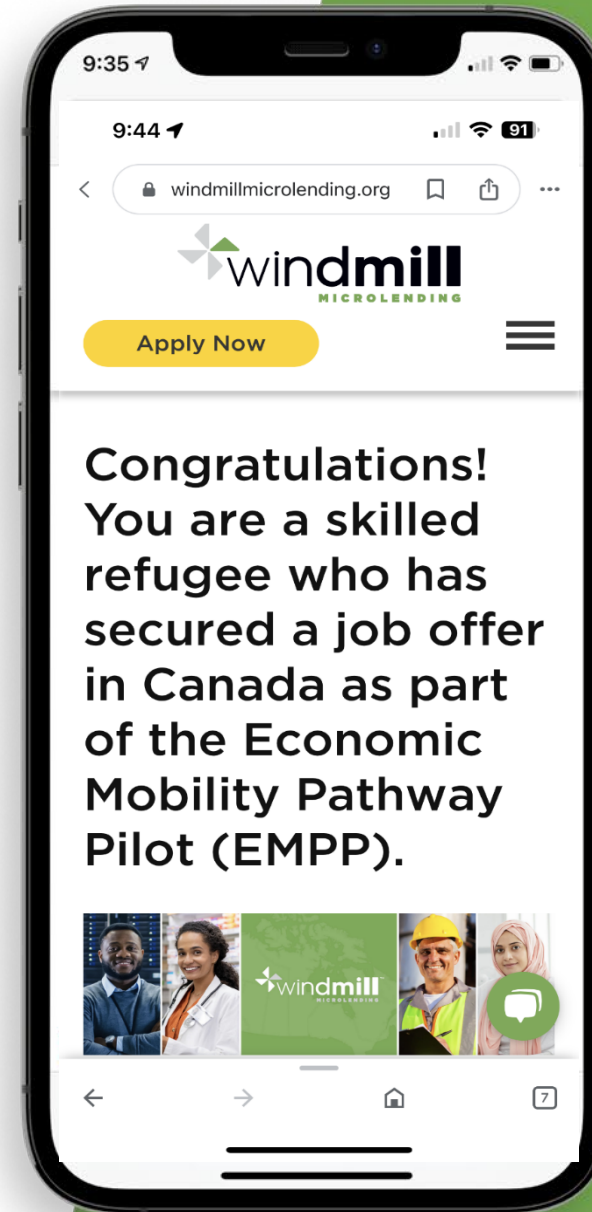 9:35
9:44
91
windmillmicrolending.org
windmill
MICROLENDING
Apply Now
Congratulations!
You are a skilled
refugee who has
secured a job offer
in Canada as part
of the Economic
Mobility Pathway
Pilot (EMPP).
windmill
MICROLENDING
7